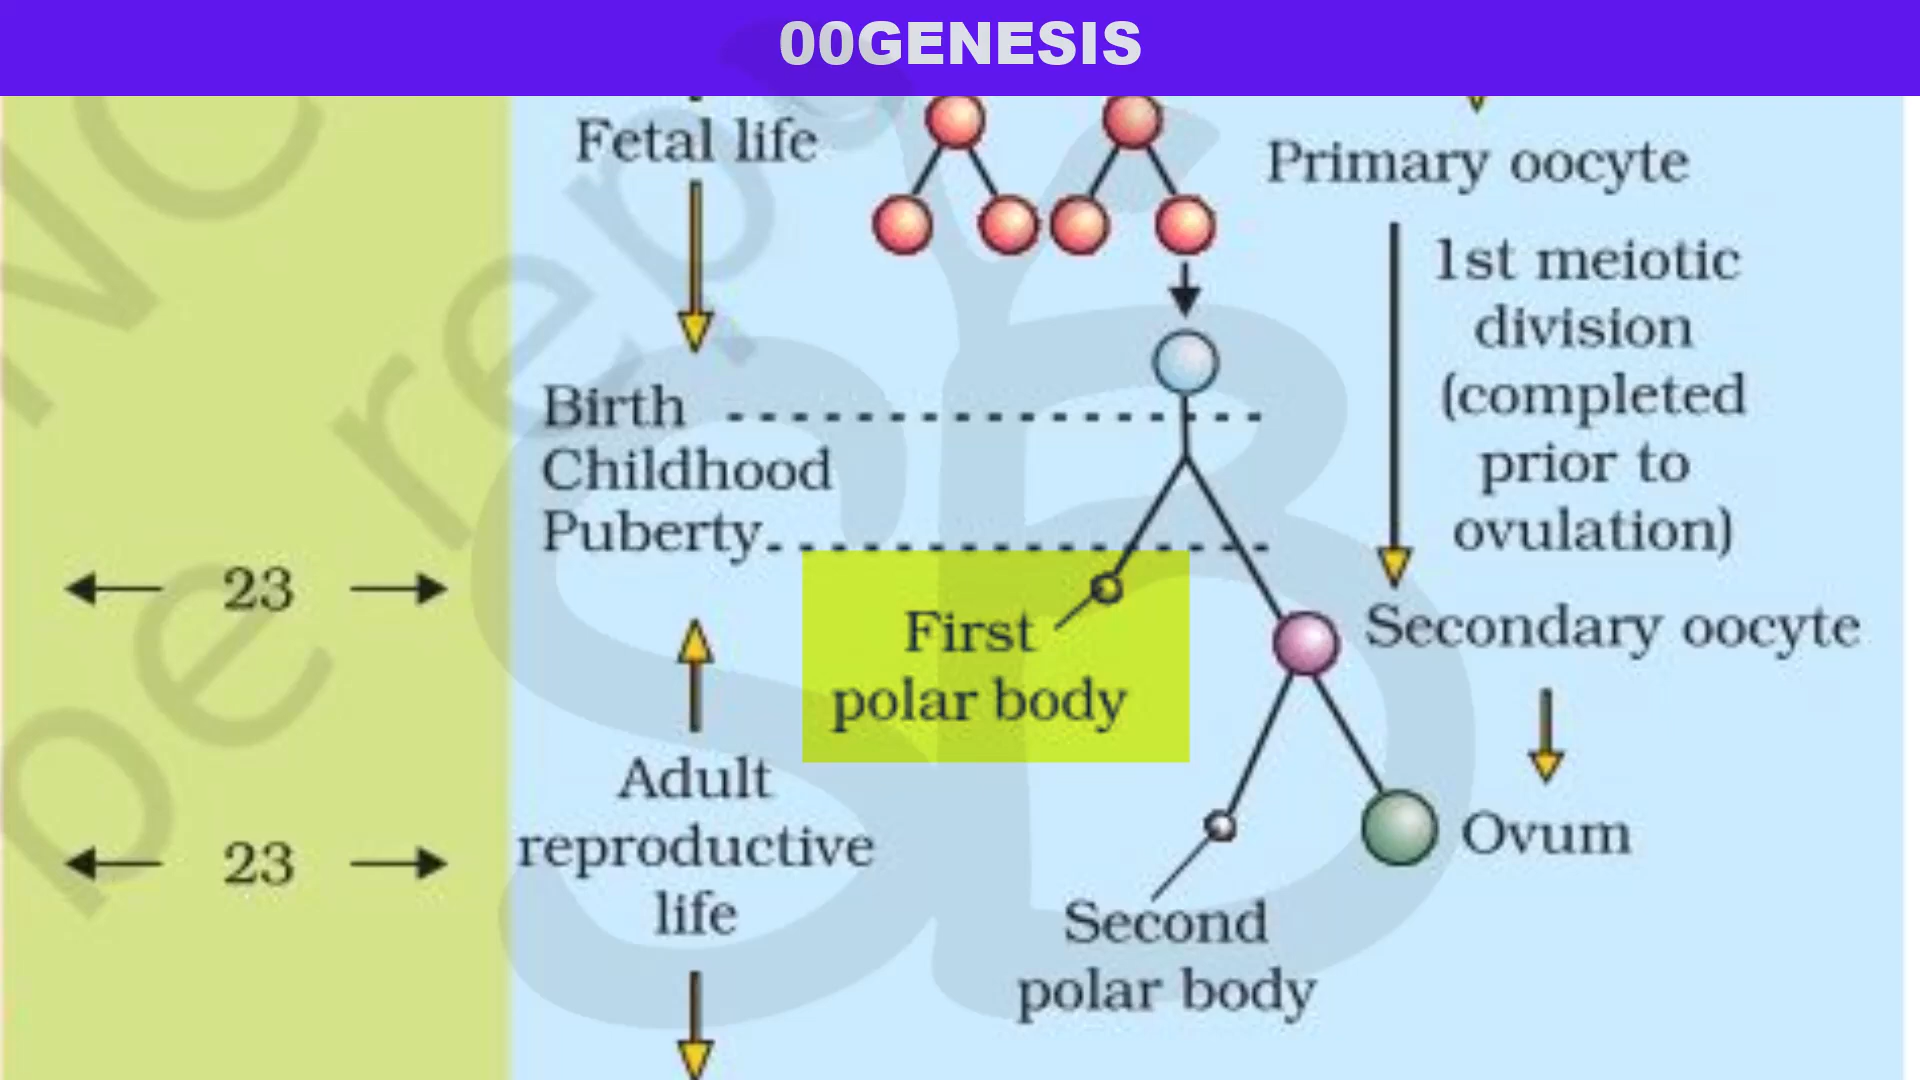 00GENESIS
Fetal life
Primary oocyte
1st meiotic
division
(completed
prior to
ovulation)
Birth
Childhood
Puberty
23
First
polar body
Secondary oocyte
Adult
reproductive
life
23
Ovum
Second
polar body